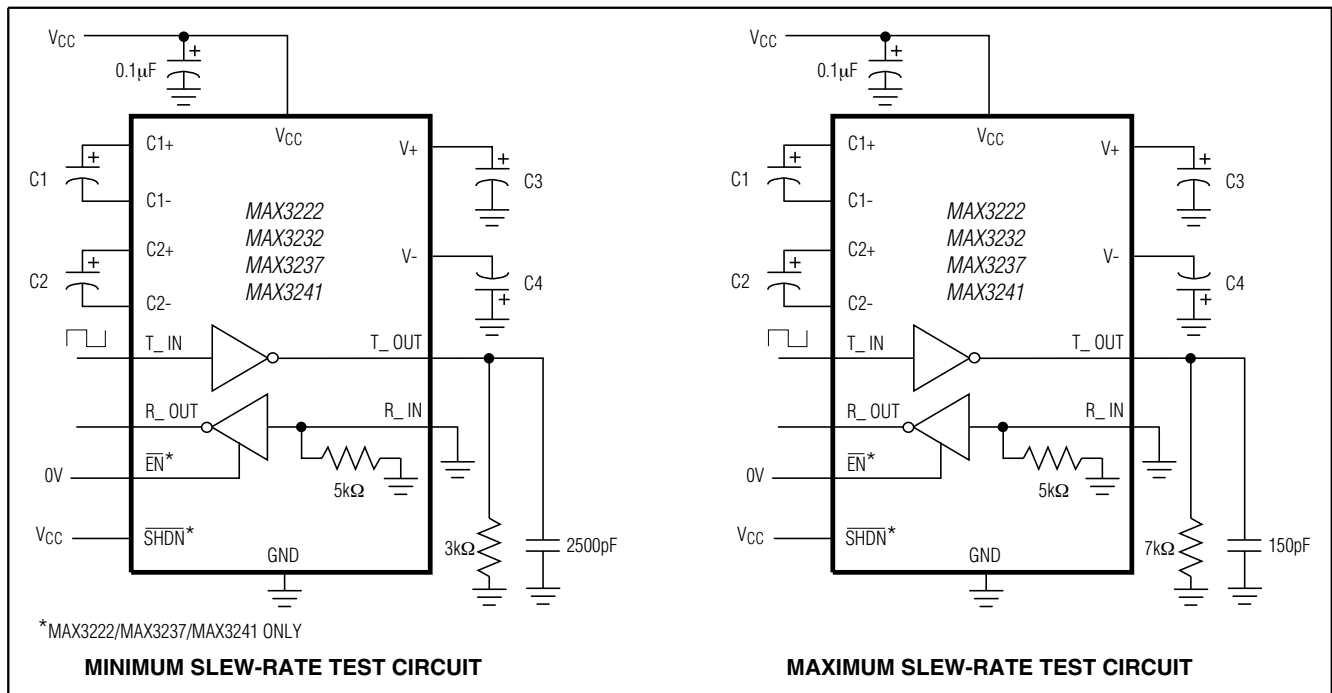 VCC
0.1µF
+
VCC
C1+
V+
+
+
C1
C3
C1-
MAX3222
MAX3232
MAX3237
MAX3241
C2+
V-
+
C2
C4
+
C2-
T_ IN
T_ OUT
R_ OUT
R_ IN
EN*
0V
5kΩ
VCC
SHDN*
GND
3kΩ
2500pF
*MAX3222/MAX3237/MAX3241 ONLY
MINIMUM SLEW-RATE TEST CIRCUIT
VCC
0.1µF
+
VCC
C1+
V+
+
+
C1
C3
C1-
MAX3222
MAX3232
MAX3237
MAX3241
C2+
V-
+
C2
C4
+
C2-
T_ IN
T_ OUT
R_ OUT
R_ IN
EN*
0V
5kΩ
VCC
SHDN*
GND
7kΩ
150pF
MAXIMUM SLEW-RATE TEST CIRCUIT